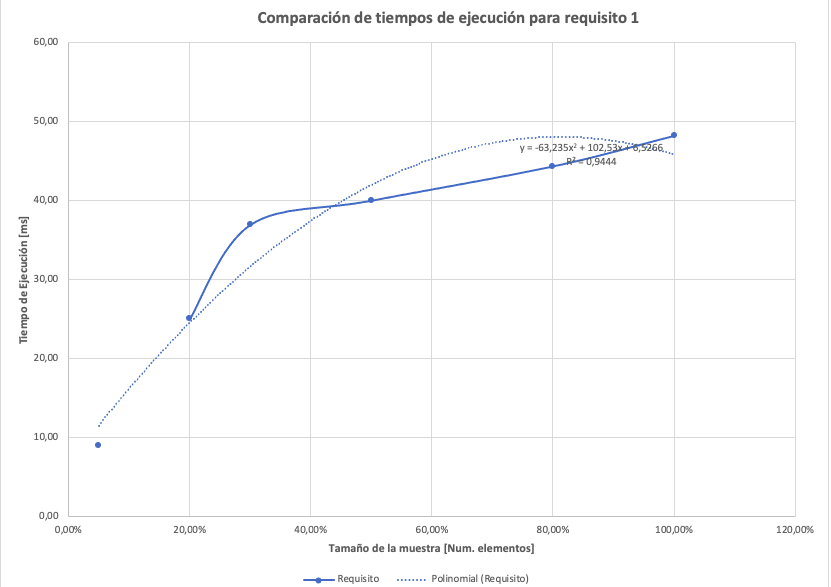 Comparación de tiempos de ejecución para requisito 1
60,00
50,00
40,00
30,00
20,00
10,00
0,00
Tiempo de Ejecución [ms]
y = -63,235x² + 102,53x + 6,5266
R² = 0,9444
0,00% 20,00% 40,00% 60,00% 80,00% 100,00% 120,00%
Tamaño de la muestra [Num. elementos]
Requisito Polinomial (Requisito)